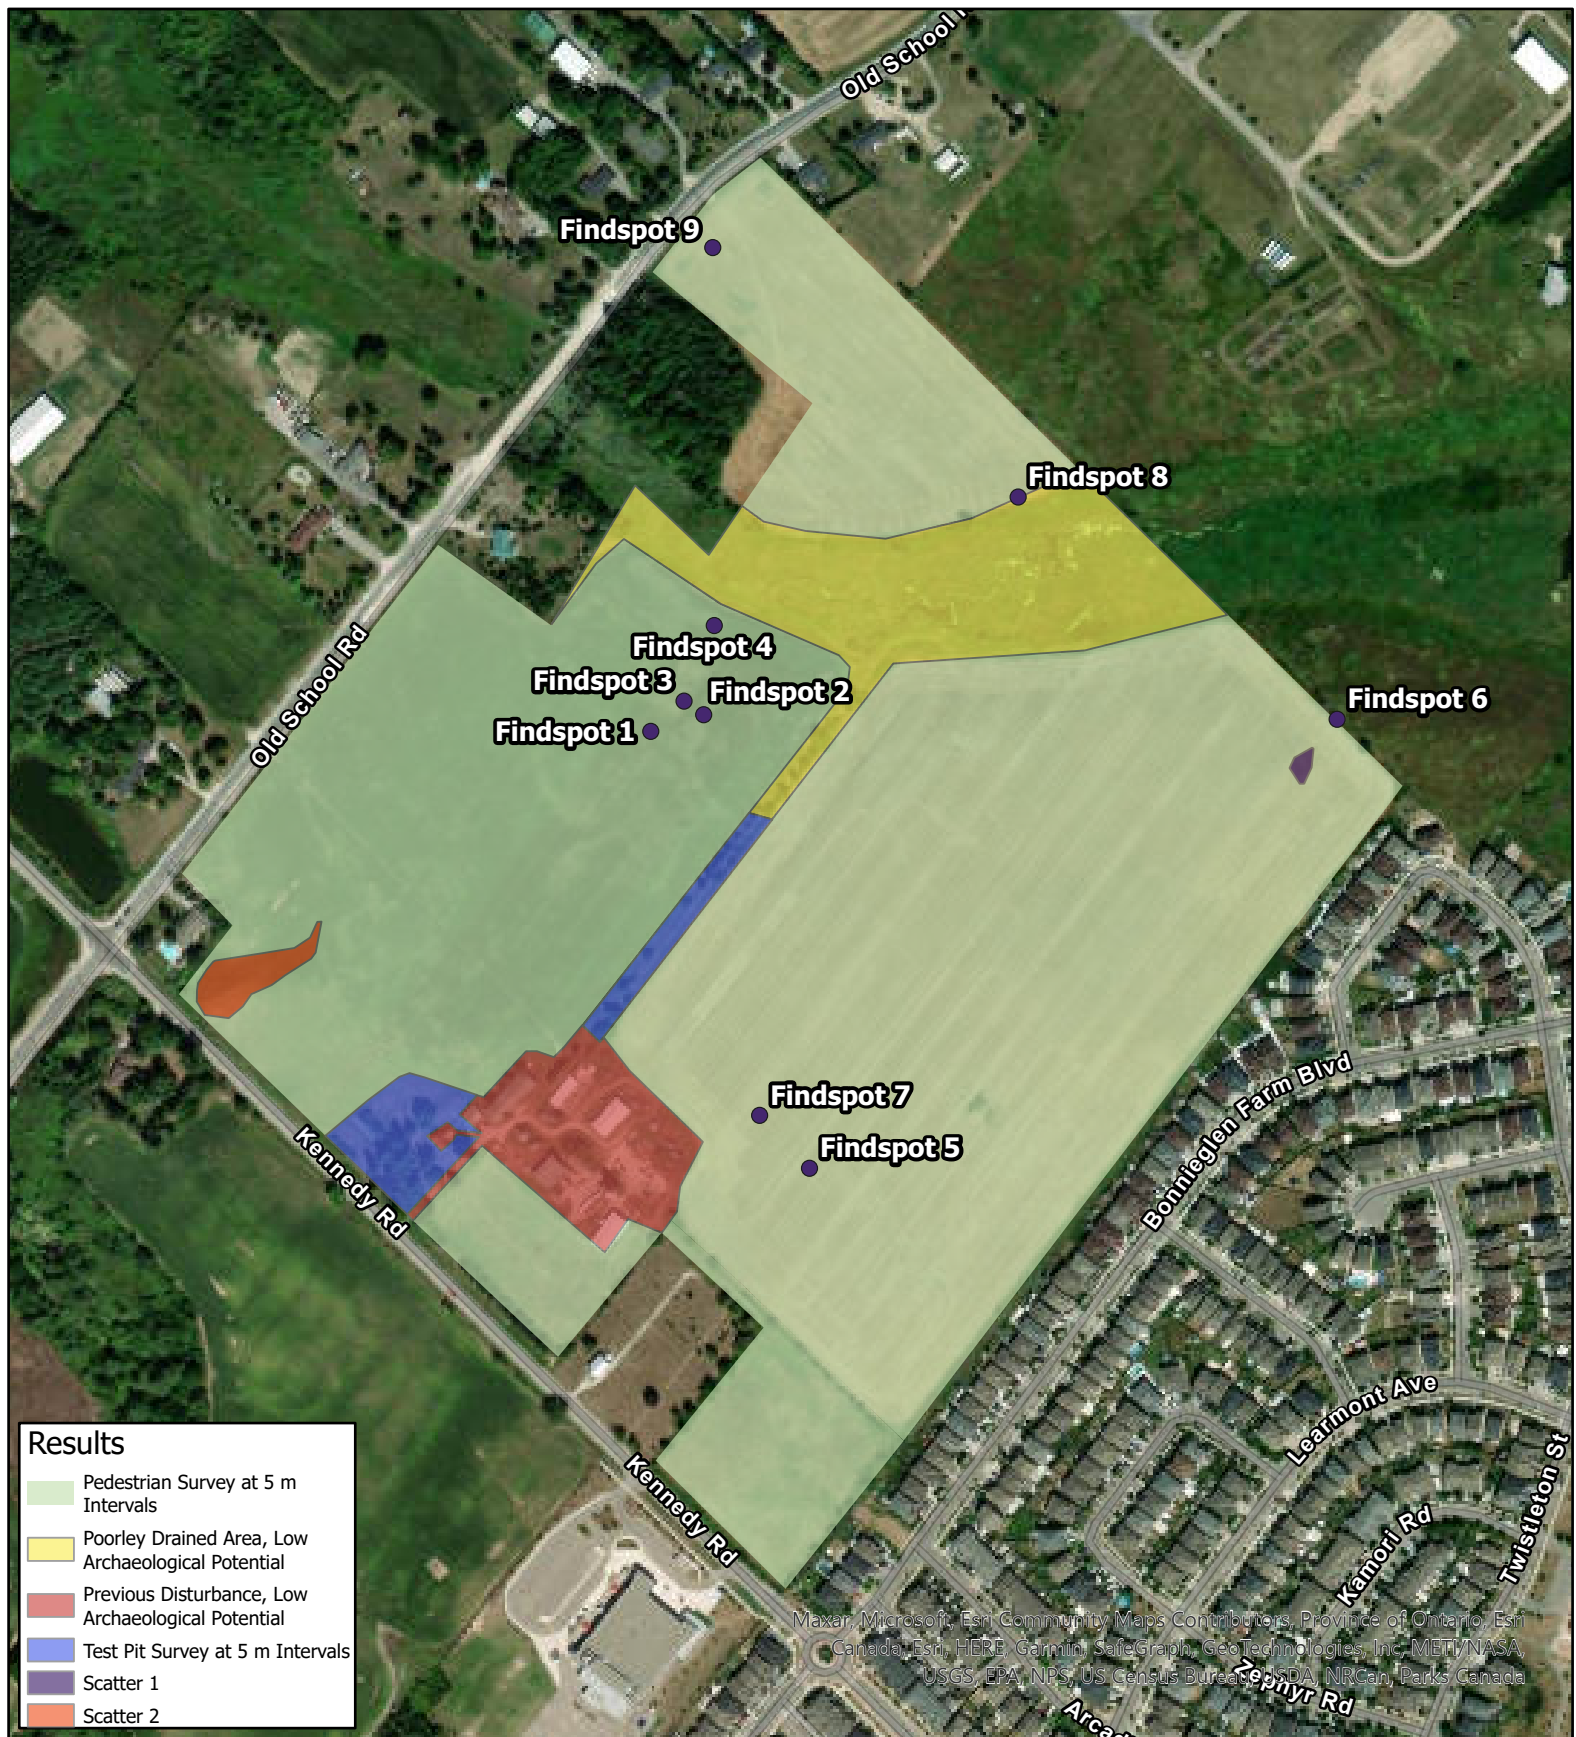 Old School
Findspot 9
Findspot 8
Old School Rd
Findspot 4
Findspot 3
Findspot 2
Findspot 1
Findspot 6
Findspot 7
Findspot 5
Bonnieglen Farm Blvd
Kennedy Rd
Learmont Ave
Kennedy Rd
Twistleton St
Kamori Rd
Zephyr Rd
Results
Pedestrian Survey at 5 m
Intervals
Poorley Drained Area, Low
Archaeological Potential
Previous Disturbance, Low
Archaeological Potential
Test Pit Survey at 5 m Intervals
Scatter 1
Scatter 2
Maxar, Microsoft, Esri Community Maps Contributors, Province of Ontario, Esri
Canada, Esri, HERE, Garmin, SafeGraph, GeoTechnologies, Inc, METI/NASA,
USGS, EPA, NPS, US Census Bureau, USDA, NRCan, Parks Canada